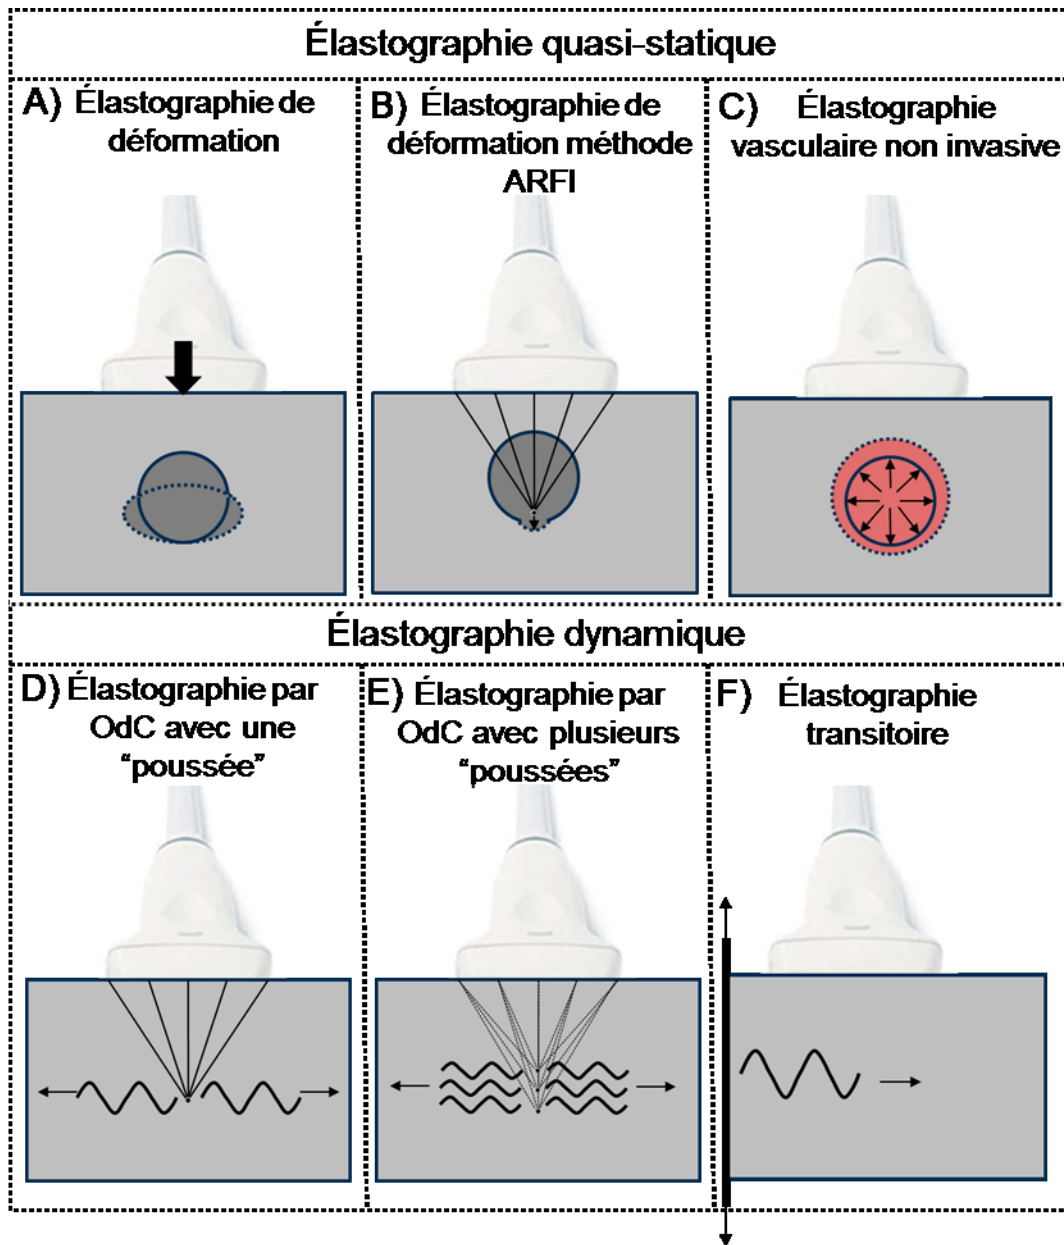 Élastographie quasi-statique
A) Élastographie de
déformation
B) Élastographie de
déformation méthode
ARFI
C) Élastographie
vasculaire non invasive
Élastographie dynamique
D) Élastographie par
OdC avec une
“poussée”
E) Élastographie par
OdC avec plusieurs
“poussées”
F) Élastographie
transitoire